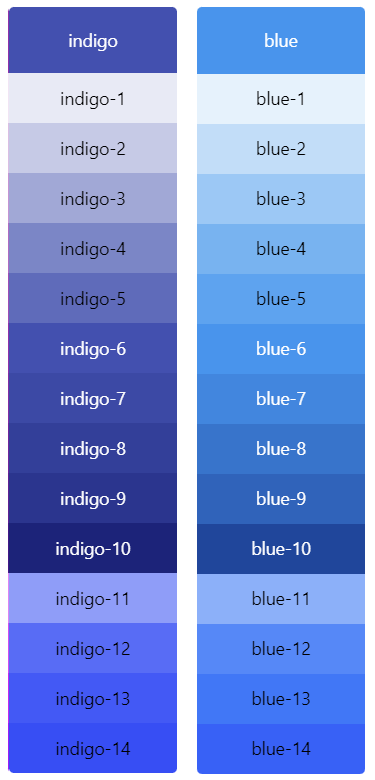 indigo
indigo-1
indigo-2
indigo-3
indigo-4
indigo-5
indigo-6
indigo-7
indigo-8
indigo-9
indigo-10
indigo-11
indigo-12
indigo-13
indigo-14
blue
blue-1
blue-2
blue-3
blue-4
blue-5
blue-6
blue-7
blue-8
blue-9
blue-10
blue-11
blue-12
blue-13
blue-14